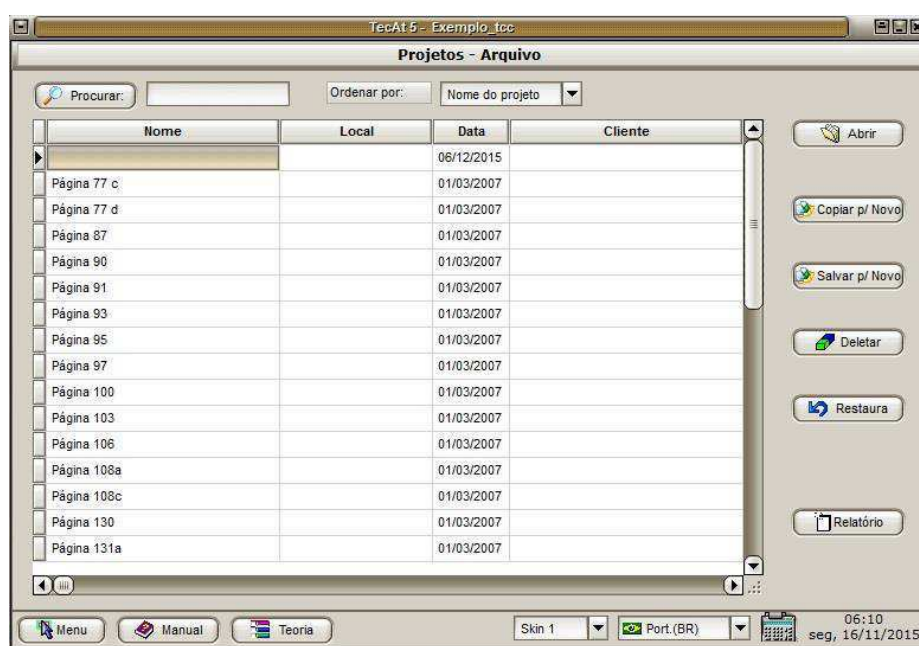 TecAt 5 - Exemplo_tcc
Projetos - Arquivo
Procurar:
Ordenar por:
Nome do projeto
Nome Local Data Cliente
06/12/2015
Página 77 c 01/03/2007
Página 77 d 01/03/2007
Página 87 01/03/2007
Página 90 01/03/2007
Página 91 01/03/2007
Página 93 01/03/2007
Página 95 01/03/2007
Página 97 01/03/2007
Página 100 01/03/2007
Página 103 01/03/2007
Página 106 01/03/2007
Página 108a 01/03/2007
Página 108c 01/03/2007
Página 130 01/03/2007
Página 131a 01/03/2007
Abrir
Copiar p/ Novo
Salvar p/ Novo
Deletar
Restaura
Relatório
Menu
Manual
Teoria
Skin 1
Port.(BR)
06:10
seg, 16/11/2015